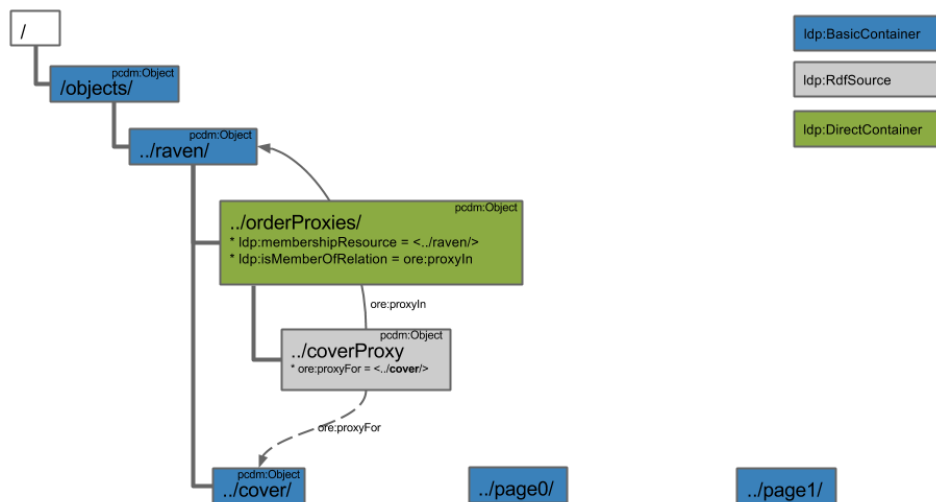 /
ldp:BasicContainer
pcdm:Object
/objects/
ldp:RdfSource
pcdm:Object
../raven/
ldp:DirectContainer
pcdm:Object
../orderProxies/
* ldp:membershipResource = <../raven/>
* ldp:isMemberOfRelation = ore:proxyIn
ore:proxyIn
pcdm:Object
../coverProxy
* ore:proxyFor = <../cover/>
ore:proxyFor
pcdm:Object
../cover/
../page0/
../page1/